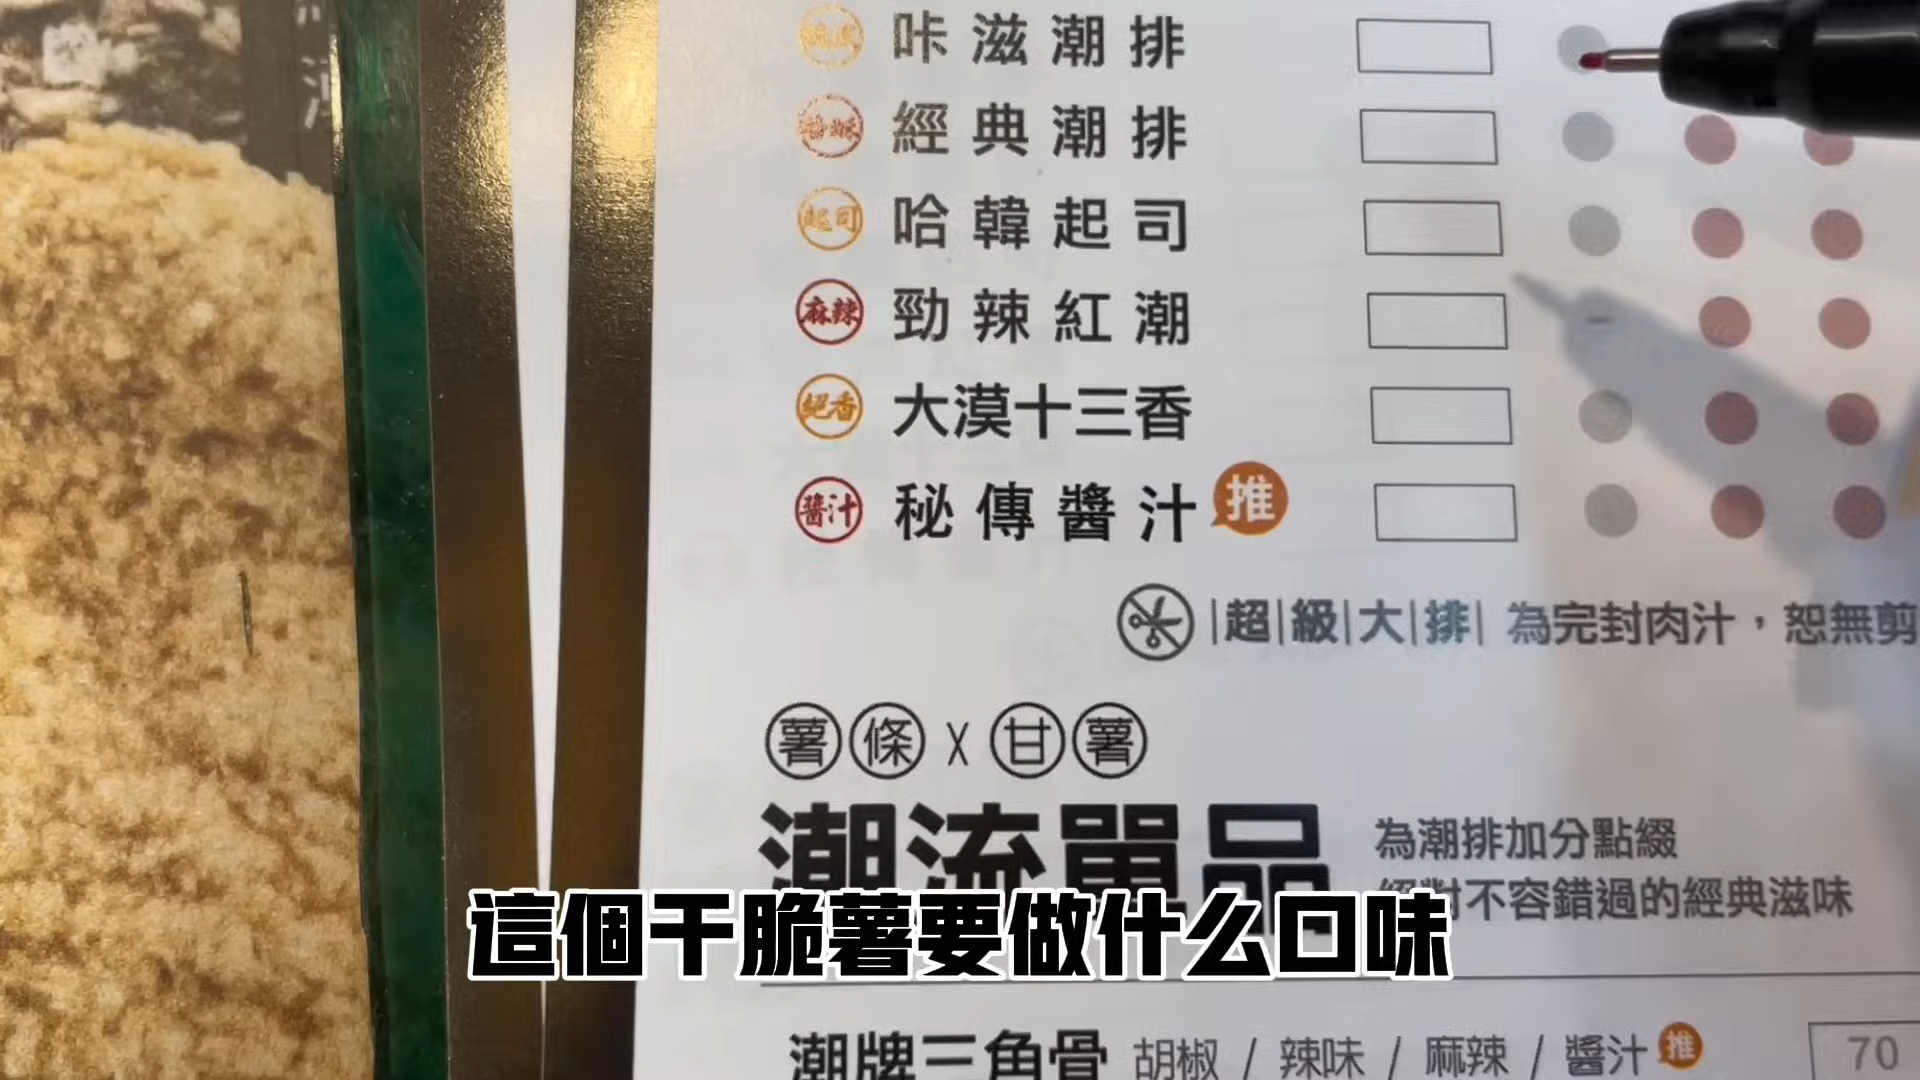 脆皮 咔滋潮排
醬酥 經典潮排
起司 哈韓起司
麻辣 勁辣紅潮
絕香 大漠十三香
醬汁 秘傳醬汁 推
|超|級|大|排| 為完封肉汁，恕無剪
薯條 X 甘薯
潮流單品
為潮排加分點綴
絕對不容錯過的經典滋味
這個干脆薯要做什么口味
潮牌三角骨 胡椒 / 辣味 / 麻辣 / 醬汁 推 70